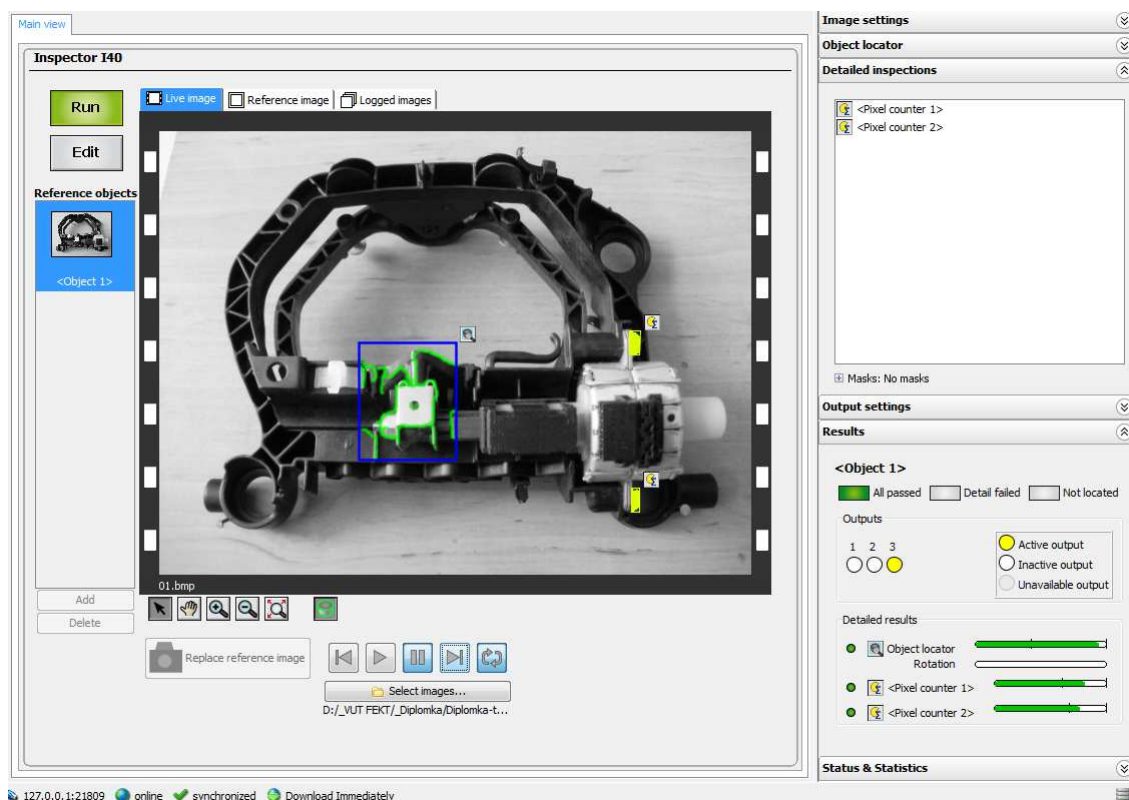 Main view
Inspector I40
Run
Edit
Reference objects
<Object 1>
Add
Delete
Live image
Reference image
Logged images
01.bmp
Replace reference image
Select images...
D:/_VUT FEKT/_Diplomka/Diplomka-t...
Image settings
Object locator
Detailed inspections
<Pixel counter 1>
<Pixel counter 2>
Masks: No masks
Output settings
Results
<Object 1>
All passed Detail failed Not located
Outputs
1 2 3
Active output
Inactive output
Unavailable output
Detailed results
Object locator
Rotation
<Pixel counter 1>
<Pixel counter 2>
Status & Statistics
127.0.0.1:21809 online synchronized Download Immediately